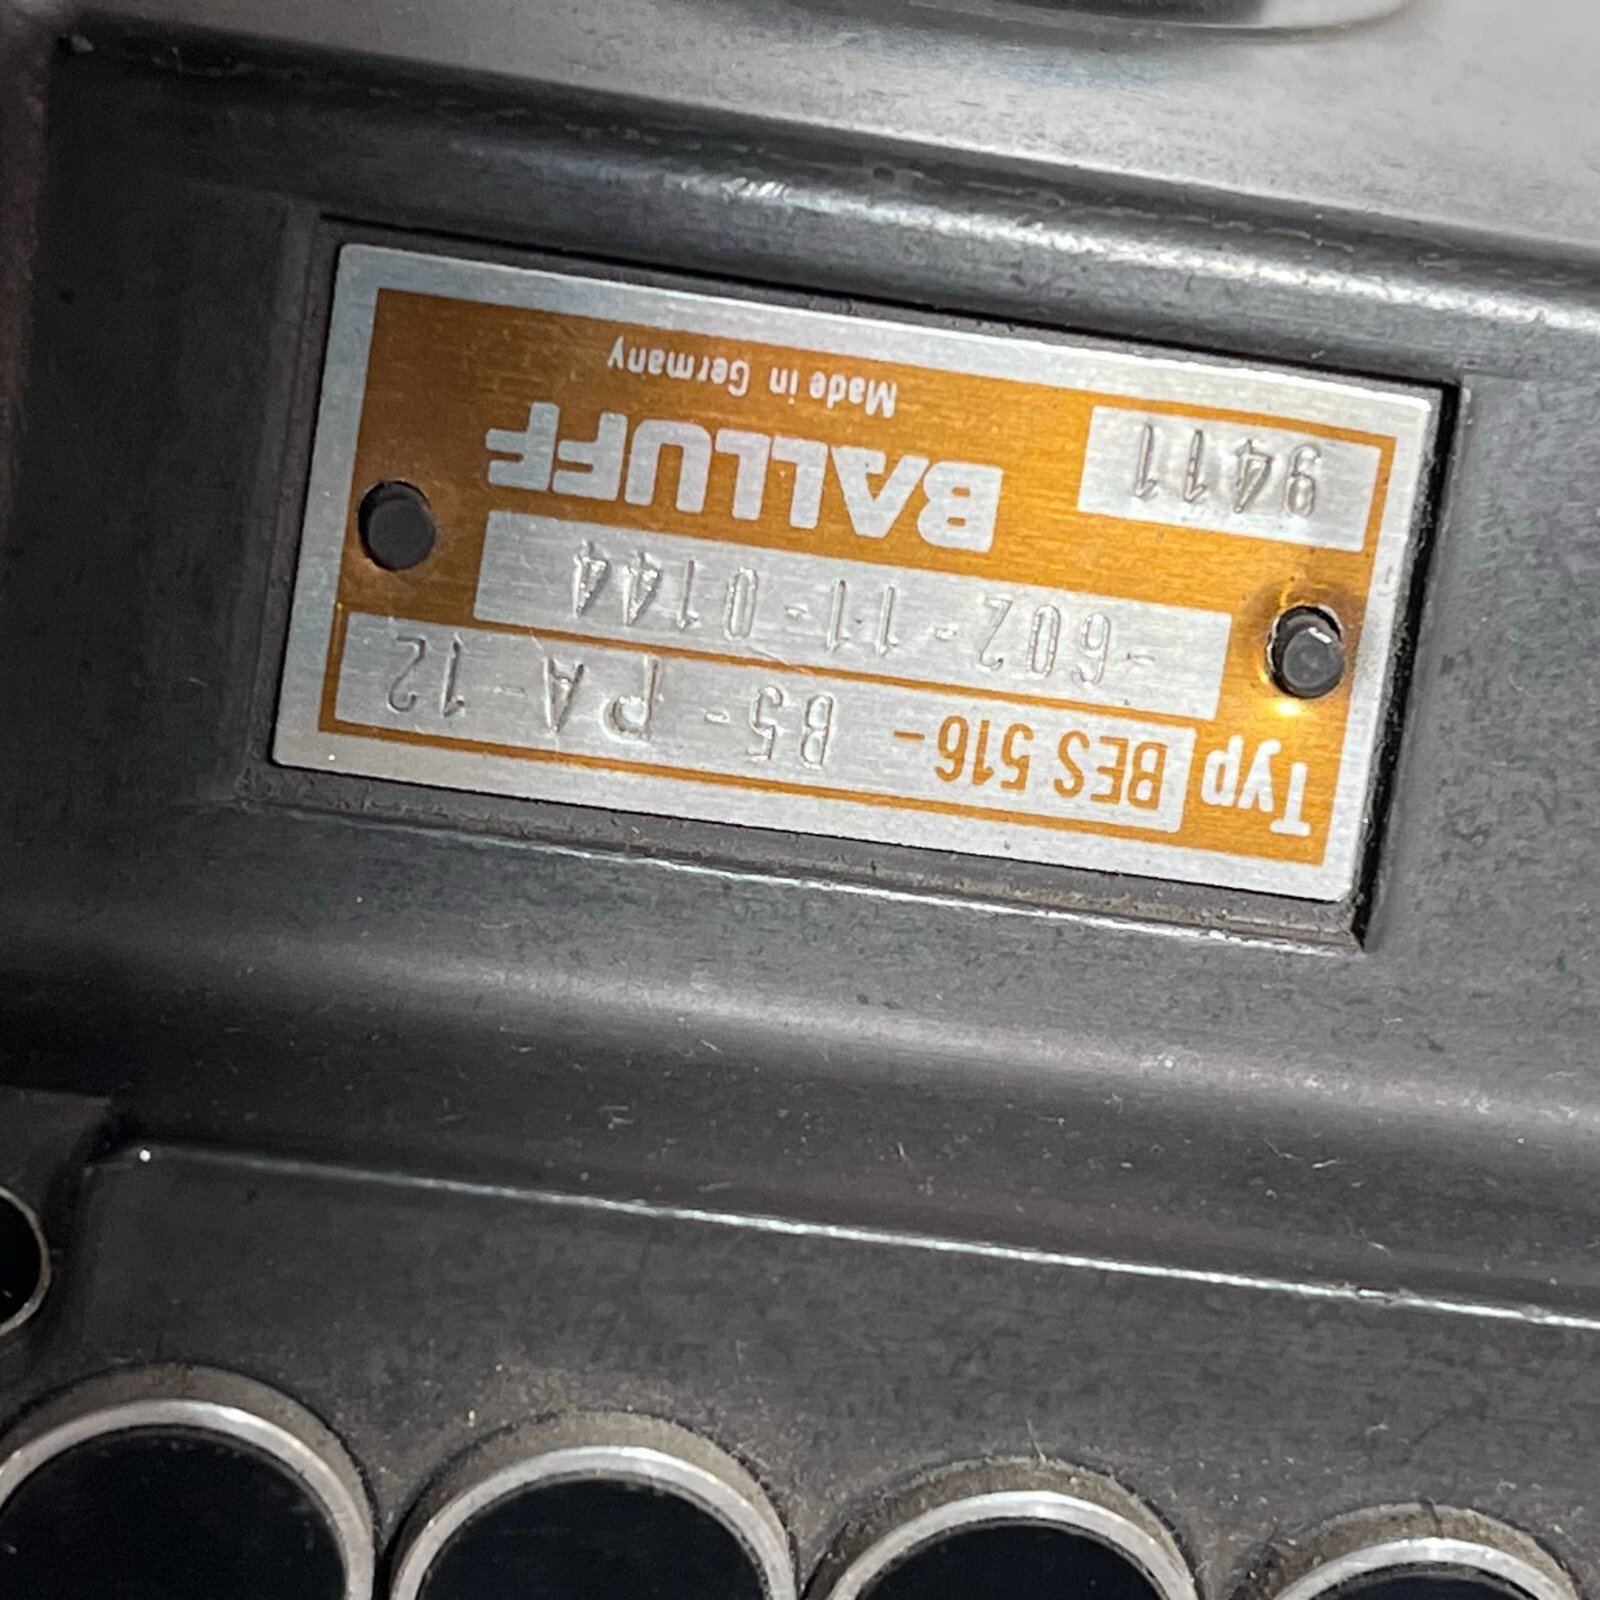 Typ BES 516- B5-PA-12
-602-11-0144
BALLUFF
9411
Made in Germany